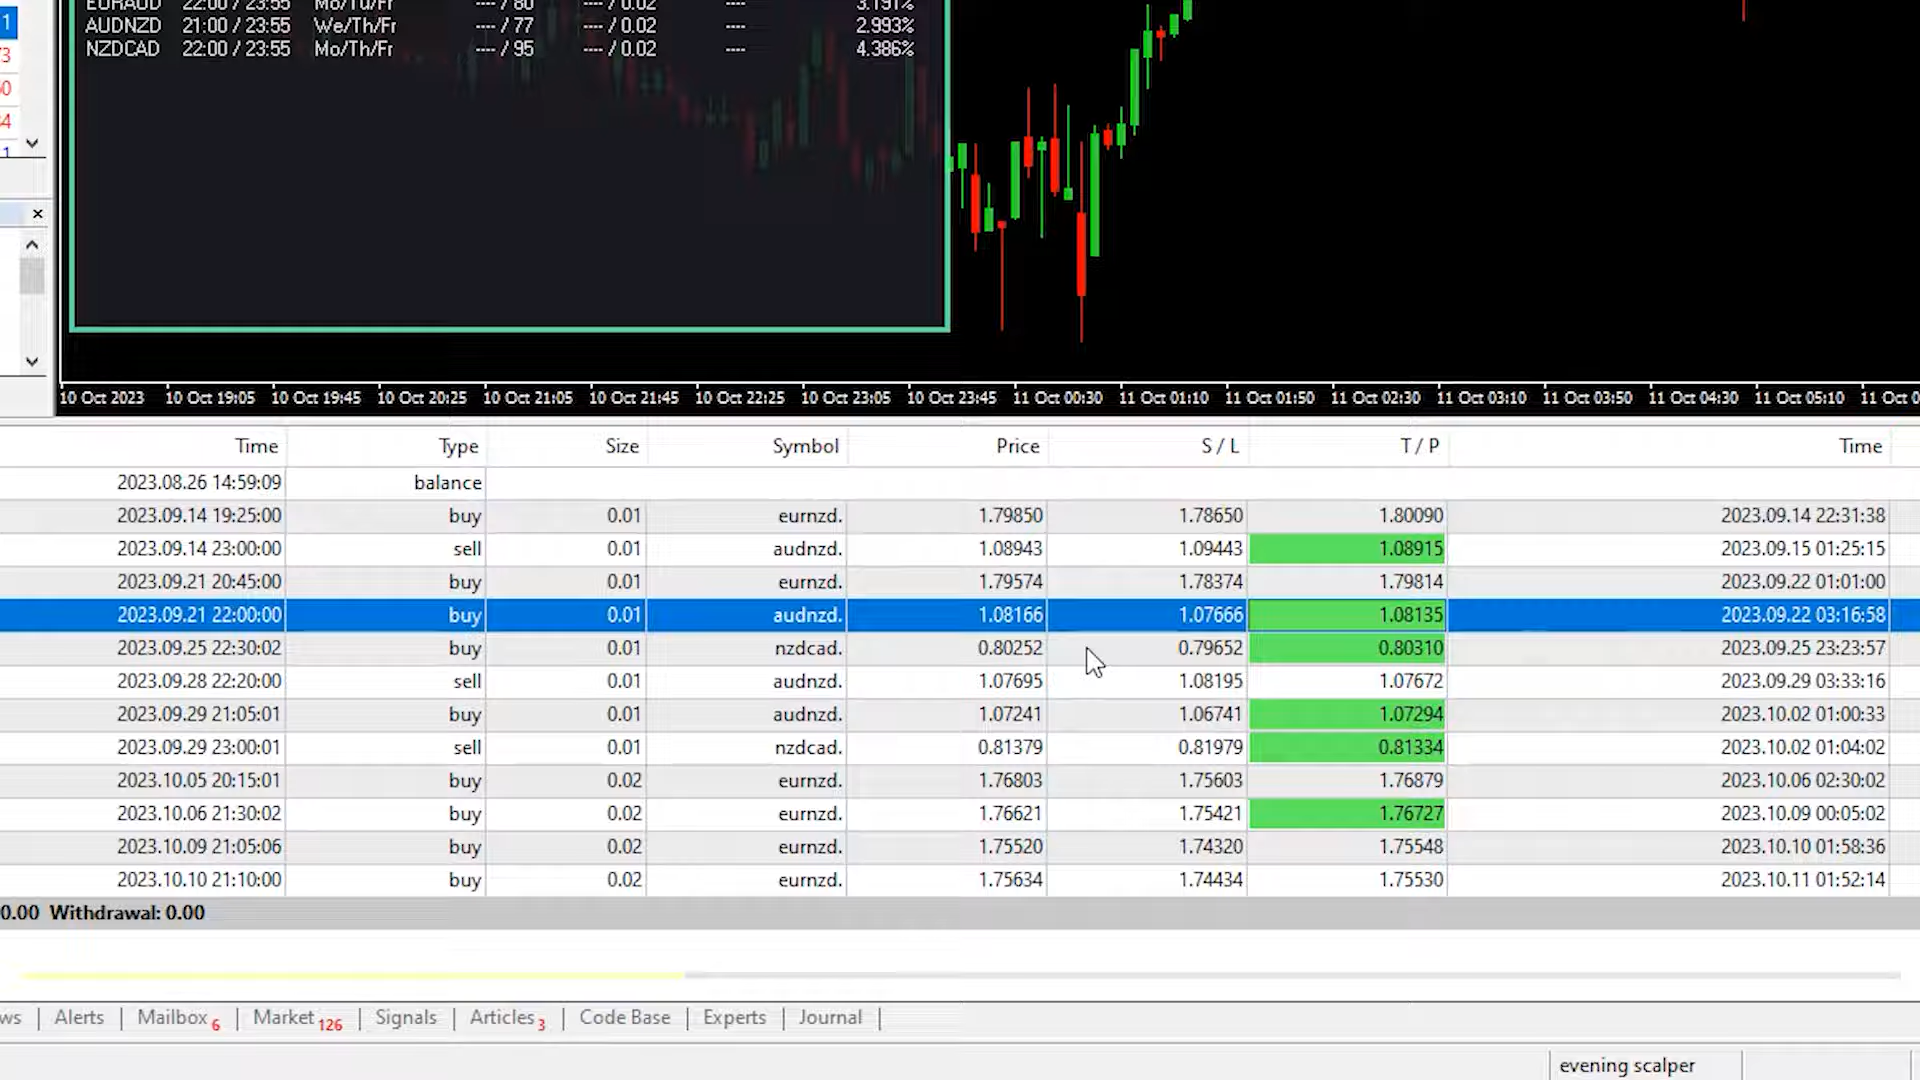 EURAUD 22:00 / 23:55 Mo/Tu/Fr ---- / 80 ---- / 0.02 ---- 3.191%
AUDNZD 21:00 / 23:55 We/Th/Fr ---- / 77 ---- / 0.02 ---- 2.993%
NZDCAD 22:00 / 23:55 Mo/Th/Fr ---- / 95 ---- / 0.02 ---- 4.386%
10 Oct 2023 10 Oct 19:05 10 Oct 19:45 10 Oct 20:25 10 Oct 21:05 10 Oct 21:45 10 Oct 22:25 10 Oct 23:05 10 Oct 23:45 11 Oct 00:30 11 Oct 01:10 11 Oct 01:50 11 Oct 02:30 11 Oct 03:10 11 Oct 03:50 11 Oct 04:30 11 Oct 05:10 11 Oct 0
Time Type Size Symbol Price S / L T / P Time
2023.08.26 14:59:09 balance
2023.09.14 19:25:00 buy 0.01 eurnzd. 1.79850 1.78650 1.80090 2023.09.14 22:31:38
2023.09.14 23:00:00 sell 0.01 audnzd. 1.08943 1.09443 1.08915 2023.09.15 01:25:15
2023.09.21 20:45:00 buy 0.01 eurnzd. 1.79574 1.78374 1.79814 2023.09.22 01:01:00
2023.09.21 22:00:00 buy 0.01 audnzd. 1.08166 1.07666 1.08135 2023.09.22 03:16:58
2023.09.25 22:30:02 buy 0.01 nzdcad. 0.80252 0.79652 0.80310 2023.09.25 23:23:57
2023.09.28 22:20:00 sell 0.01 audnzd. 1.07695 1.08195 1.07672 2023.09.29 03:33:16
2023.09.29 21:05:01 buy 0.01 audnzd. 1.07241 1.06741 1.07294 2023.10.02 01:00:33
2023.09.29 23:00:01 sell 0.01 nzdcad. 0.81379 0.81979 0.81334 2023.10.02 01:04:02
2023.10.05 20:15:01 buy 0.02 eurnzd. 1.76803 1.75603 1.76879 2023.10.06 02:30:02
2023.10.06 21:30:02 buy 0.02 eurnzd. 1.76621 1.75421 1.76727 2023.10.09 00:05:02
2023.10.09 21:05:06 buy 0.02 eurnzd. 1.75520 1.74320 1.75548 2023.10.10 01:58:36
2023.10.10 21:10:00 buy 0.02 eurnzd. 1.75634 1.74434 1.75530 2023.10.11 01:52:14
0.00 Withdrawal: 0.00
ws | Alerts | Mailbox 6 | Market 126 | Signals | Articles 3 | Code Base | Experts | Journal |
evening scalper